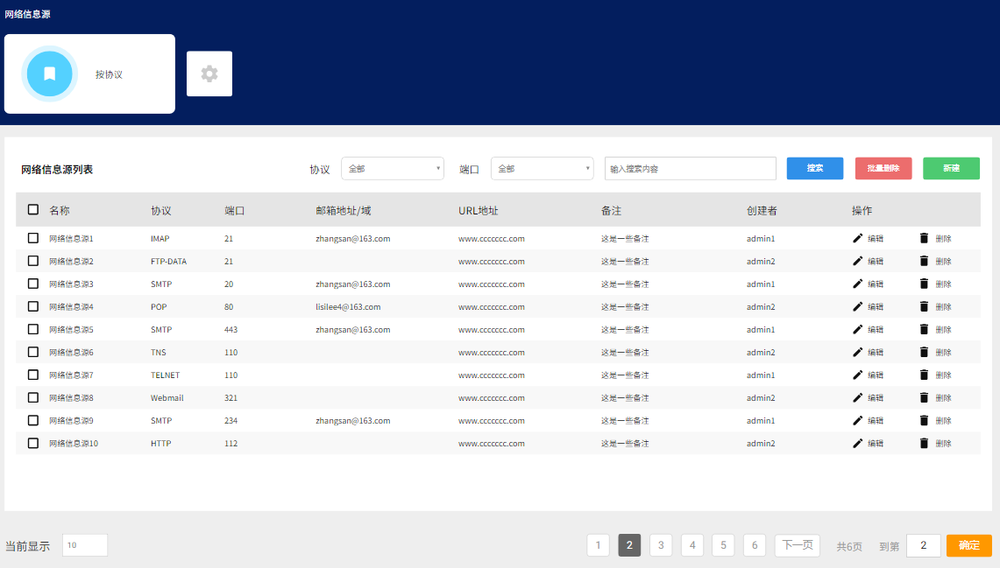 网络信息源
按协议
网络信息源列表 协议 全部 端口 全部 输入搜索内容 搜索 批量删除 新建
名称 协议 端口 邮箱地址/域 URL地址 备注 创建者 操作
网络信息源1 IMAP 21 zhangsan@163.com www.ccccccc.com 这是一些备注 admin1 编辑 删除
网络信息源2 FTP-DATA 21 www.ccccccc.com 这是一些备注 admin2 编辑 删除
网络信息源3 SMTP 20 zhangsan@163.com www.ccccccc.com 这是一些备注 admin1 编辑 删除
网络信息源4 POP 80 lisilee4@163.com www.ccccccc.com 这是一些备注 admin2 编辑 删除
网络信息源5 SMTP 443 zhangsan@163.com www.ccccccc.com 这是一些备注 admin1 编辑 删除
网络信息源6 TNS 110 www.ccccccc.com 这是一些备注 admin2 编辑 删除
网络信息源7 TELNET 110 www.ccccccc.com 这是一些备注 admin1 编辑 删除
网络信息源8 Webmail 321 www.ccccccc.com 这是一些备注 admin2 编辑 删除
网络信息源9 SMTP 234 zhangsan@163.com www.ccccccc.com 这是一些备注 admin1 编辑 删除
网络信息源10 HTTP 112 www.ccccccc.com 这是一些备注 admin2 编辑 删除
当前显示 10 1 2 3 4 5 6 下一页 共6页 到第 2 确定